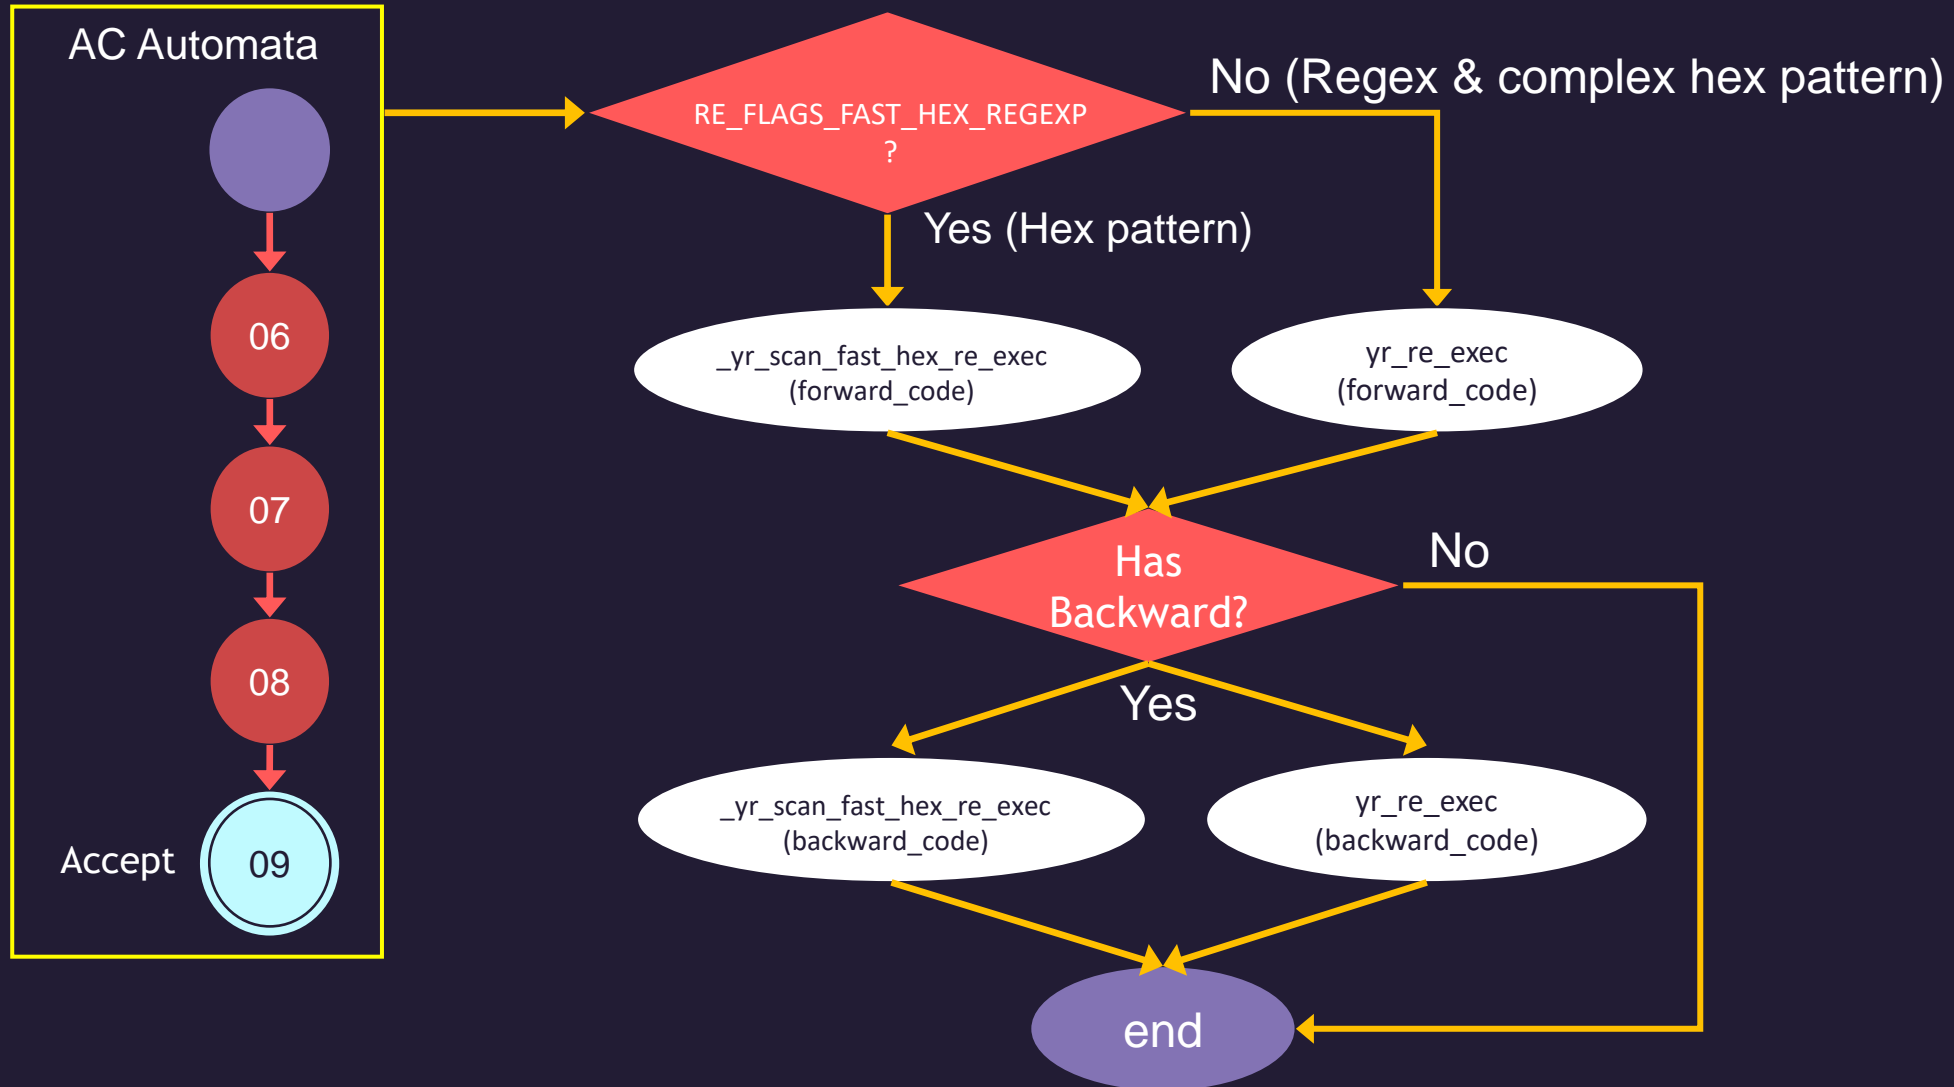 AC Automata
06
07
08
Accept
09
RE_FLAGS_FAST_HEX_REGEXP
?
No (Regex & complex hex pattern)
Yes (Hex pattern)
_yr_scan_fast_hex_re_exec
(forward_code)
yr_re_exec
(forward_code)
Has
Backward?
No
Yes
_yr_scan_fast_hex_re_exec
(backward_code)
yr_re_exec
(backward_code)
end